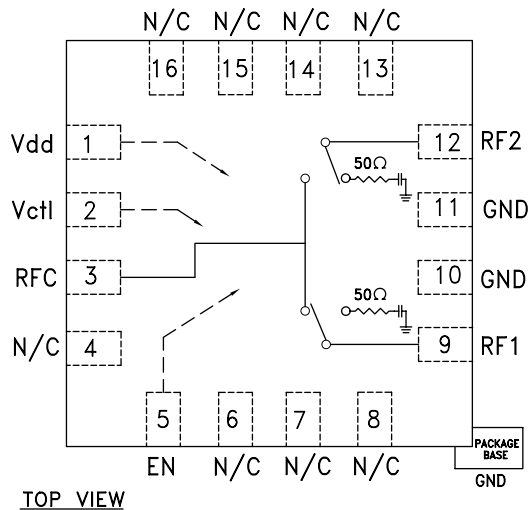 N/C N/C N/C N/C
16 15 14 13
Vdd 1 12 RF2
50Ω
Vctl 2 11 GND
RFC 3 10 GND
50Ω
N/C 4 9 RF1
5 6 7 8
EN N/C N/C N/C
PACKAGE
BASE
GND
TOP VIEW